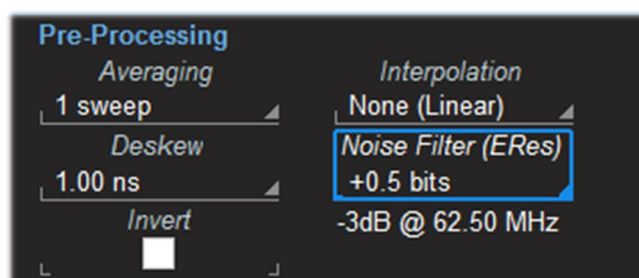 Pre-Processing
Averaging
Interpolation
1 sweep
None (Linear)
Deskew
Noise Filter (ERes)
1.00 ns
+0.5 bits
Invert
-3dB @ 62.50 MHz